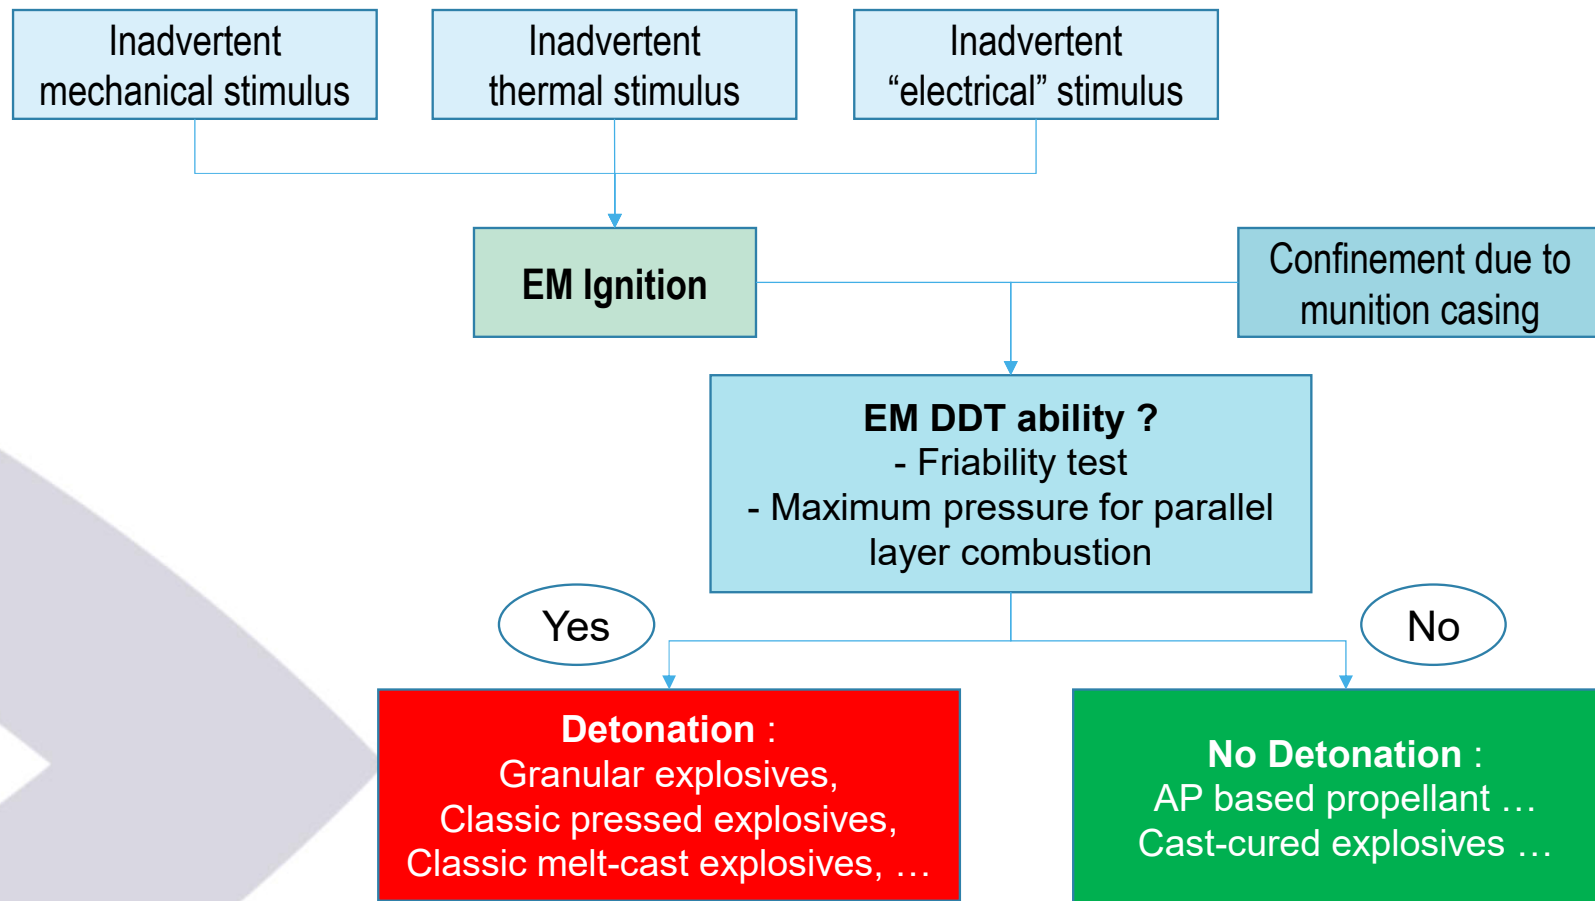 Inadvertent
mechanical stimulus
Inadvertent
thermal stimulus
Inadvertent
“electrical” stimulus
EM Ignition
Confinement due to
munition casing
EM DDT ability ?
- Friability test
- Maximum pressure for parallel
layer combustion
Yes
No
Detonation :
Granular explosives,
Classic pressed explosives,
Classic melt-cast explosives, …
No Detonation :
AP based propellant …
Cast-cured explosives …